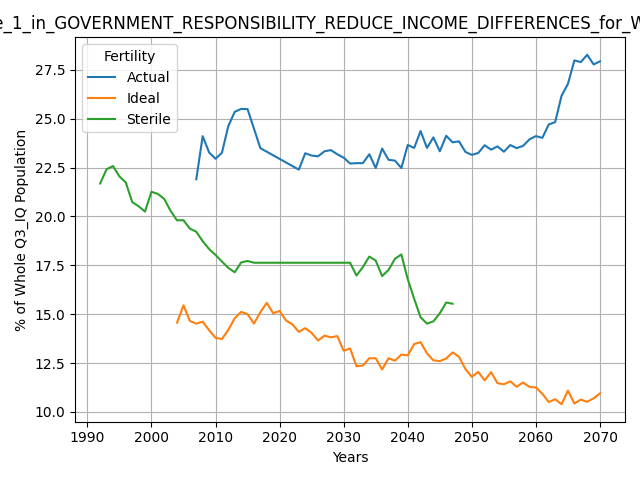 e_1_in_GOVERNMENT_RESPONSIBILITY_REDUCE_INCOME_DIFFERENCES_for_W
Fertility
Actual
Ideal
Sterile
% of Whole Q3_IQ Population
27.5
25.0
22.5
20.0
17.5
15.0
12.5
10.0
1990 2000 2010 2020 2030 2040 2050 2060 2070
Years